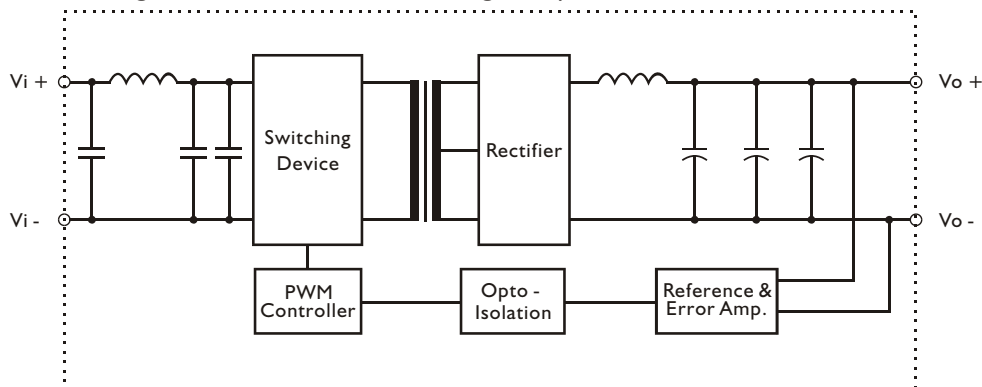 Vi +
Switching
Device
Rectifier
Vo +
Vi -
Vo -
PWM
Controller
Opto -
Isolation
Reference &
Error Amp.